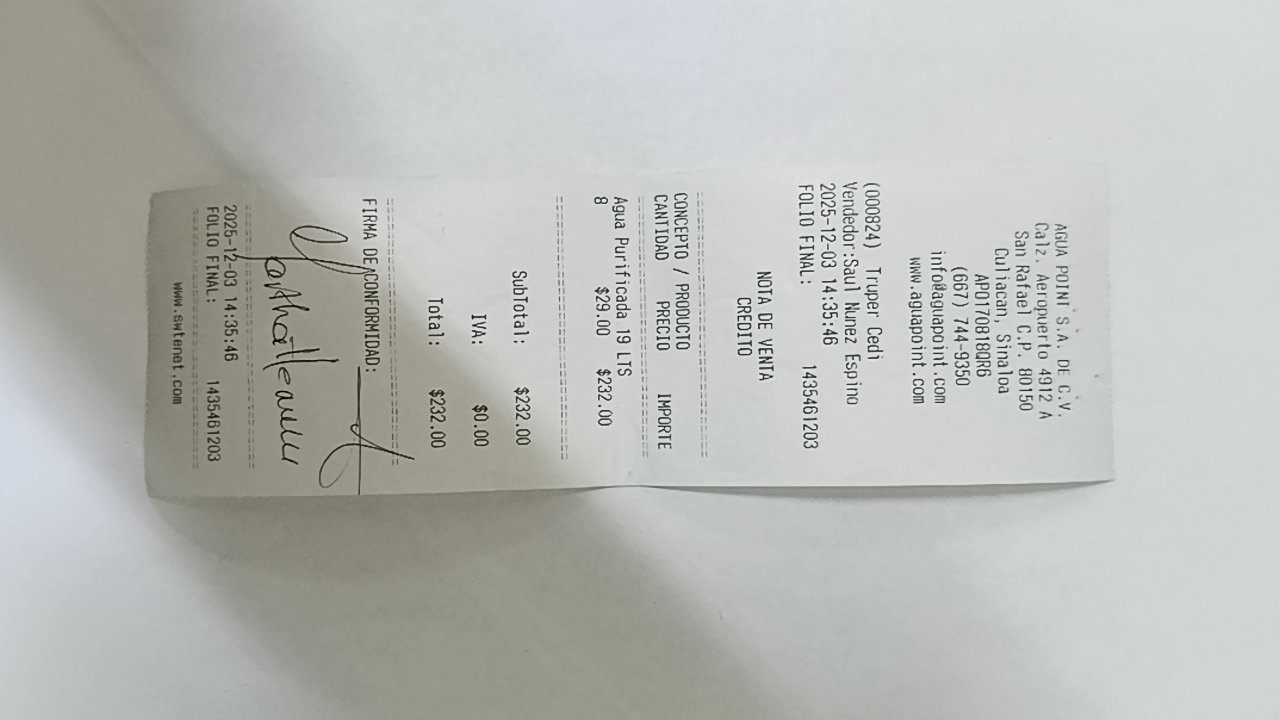 AGUA POINT S.A. DE C.V.
Calz. Aeropuerto 4912 A
San Rafael C.P. 80150
Culiacan, Sinaloa
APO170818QR6
(667) 744-9350
info@aguapoint.com
www.aguapoint.com
(000824) Truper Cedi
Vendedor:Saul Nunez Espino
2025-12-03 14:35:46
FOLIO FINAL: 1435461203
NOTA DE VENTA
CREDITO
CONCEPTO / PRODUCTO
CANTIDAD PRECIO IMPORTE
Agua Purificada 19 LTS
8 $29.00 $232.00
SubTotal: $232.00
IVA: $0.00
Total: $232.00
FIRMA DE CONFORMIDAD:
2025-12-03 14:35:46
FOLIO FINAL: 1435461203
www.swtenet.com